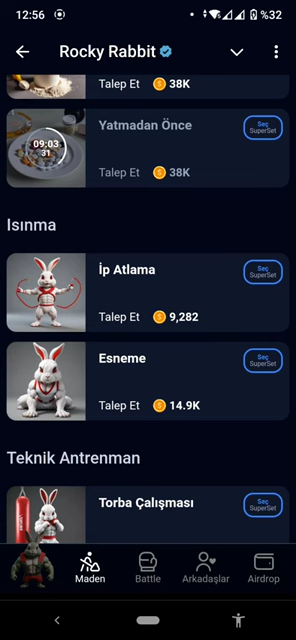 12:56
%32
Rocky Rabbit
Talep Et 38K
09:03
31
Yatmadan Önce
Seç
SuperSet
Talep Et 38K
Isınma
İp Atlama
Seç
SuperSet
Talep Et 9,282
Esneme
Seç
SuperSet
Talep Et 14.9K
Teknik Antrenman
Torba Çalışması
Seç
SuperSet
Maden
Battle
Arkadaşlar
Airdrop